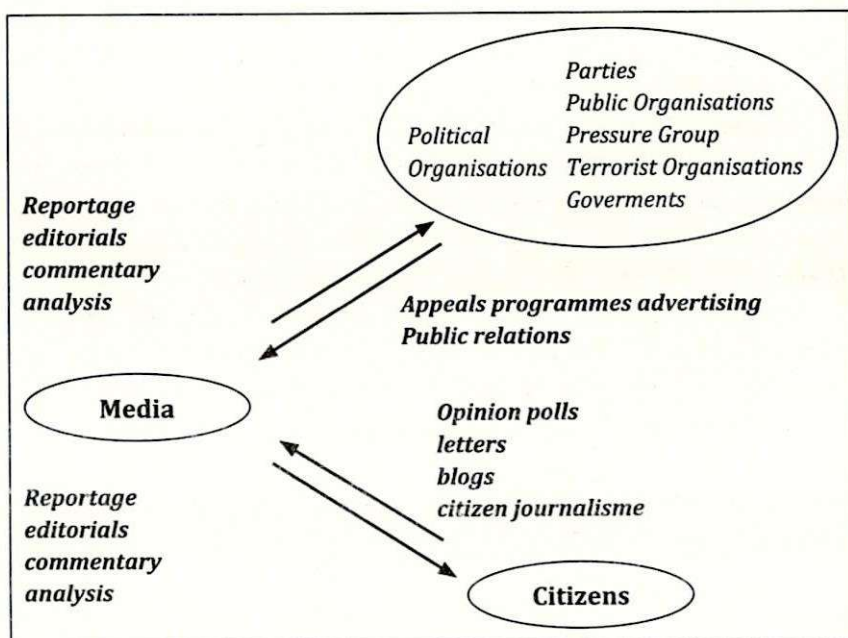 Parties
Public Organisations
Political Pressure Group
Organisations Terrorist Organisations
Goverments
Reportage
editorials
commentary
analysis
Appeals programmes advertising
Public relations
Media
Opinion polls
letters
blogs
citizen journalisme
Reportage
editorials
commentary
analysis
Citizens